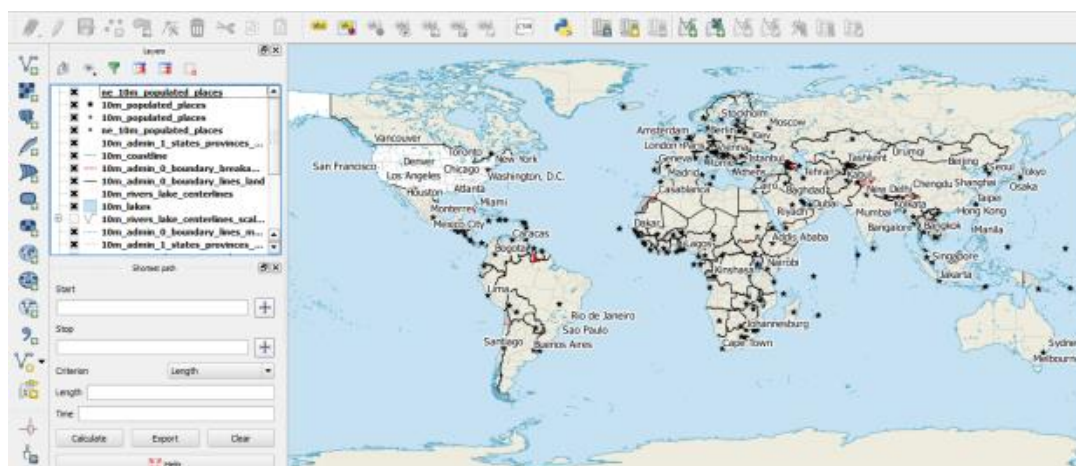 Layers
ne_10m_populated_places
10m_populated_places
10m_populated_places
ne_10m_populated_places
10m_admin_1_states_provinces_...
10m_coastline
10m_admin_0_boundary_breaka...
10m_admin_0_boundary_lines_land
10m_rivers_lake_centerlines
10m_lakes
10m_rivers_lake_centerlines_scal...
10m_admin_0_boundary_lines_m...
10m_admin_1_states_provinces_...
Shortest path
Start
Stop
Criterion
Length
Length
Time
Calculate
Export
Clear
Help
Vancouver
Toronto
New York
Denver
Chicago
San Francisco
Los Angeles
Washington, D.C.
Houston
Atlanta
Monterrey
Miami
Mexico City
Caracas
Bogota
Lima
Rio de Janeiro
Sao Paulo
Santiago
Buenos Aires
Stockholm
Moscow
Amsterdam
Berlin
London
Paris
Kiev
Vienna
Geneva
Rome
Istanbul
Madrid
Athens
Casablanca
Cairo
Baghdad
Tehran
Tashkent
Kabul
Urumqi
Beijing
Seoul
Tokyo
New Delhi
Chengdu
Shanghai
Osaka
Riyadh
Dubai
Kolkata
Taipei
Mumbai
Hong Kong
Dakar
Bangalore
Bangkok
Manila
Lagos
Addis Ababa
Kinshasa
Nairobi
Singapore
Jakarta
Johannesburg
Cape Town
Sydne
Melbourne